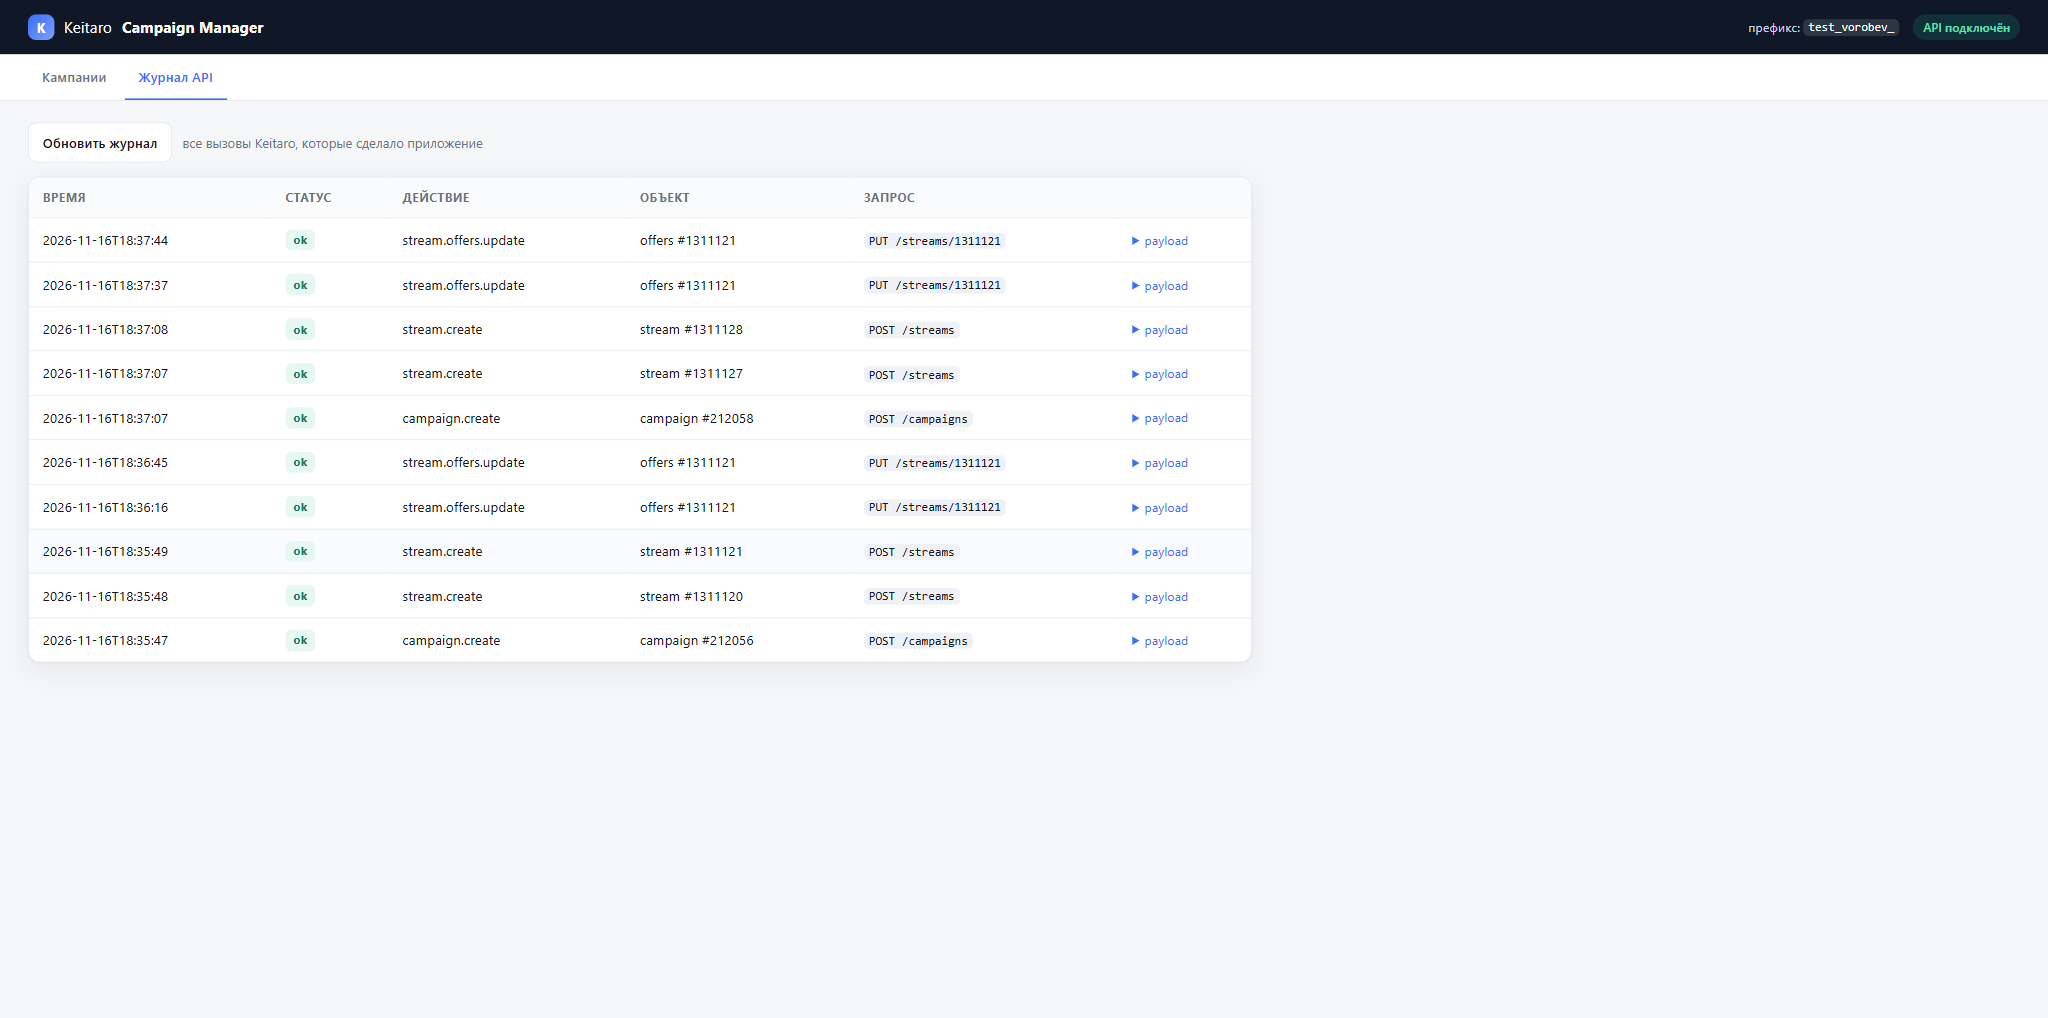 K Keitaro Campaign Manager префикс: test_vorobev_ API подключён
Кампании Журнал API
Обновить журнал все вызовы Keitaro, которые сделало приложение
ВРЕМЯ СТАТУС ДЕЙСТВИЕ ОБЪЕКТ ЗАПРОС
2026-11-16T18:37:44 ok stream.offers.update offers #1311121 PUT /streams/1311121 ▶ payload
2026-11-16T18:37:37 ok stream.offers.update offers #1311121 PUT /streams/1311121 ▶ payload
2026-11-16T18:37:08 ok stream.create stream #1311128 POST /streams ▶ payload
2026-11-16T18:37:07 ok stream.create stream #1311127 POST /streams ▶ payload
2026-11-16T18:37:07 ok campaign.create campaign #212058 POST /campaigns ▶ payload
2026-11-16T18:36:45 ok stream.offers.update offers #1311121 PUT /streams/1311121 ▶ payload
2026-11-16T18:36:16 ok stream.offers.update offers #1311121 PUT /streams/1311121 ▶ payload
2026-11-16T18:35:49 ok stream.create stream #1311121 POST /streams ▶ payload
2026-11-16T18:35:48 ok stream.create stream #1311120 POST /streams ▶ payload
2026-11-16T18:35:47 ok campaign.create campaign #212056 POST /campaigns ▶ payload